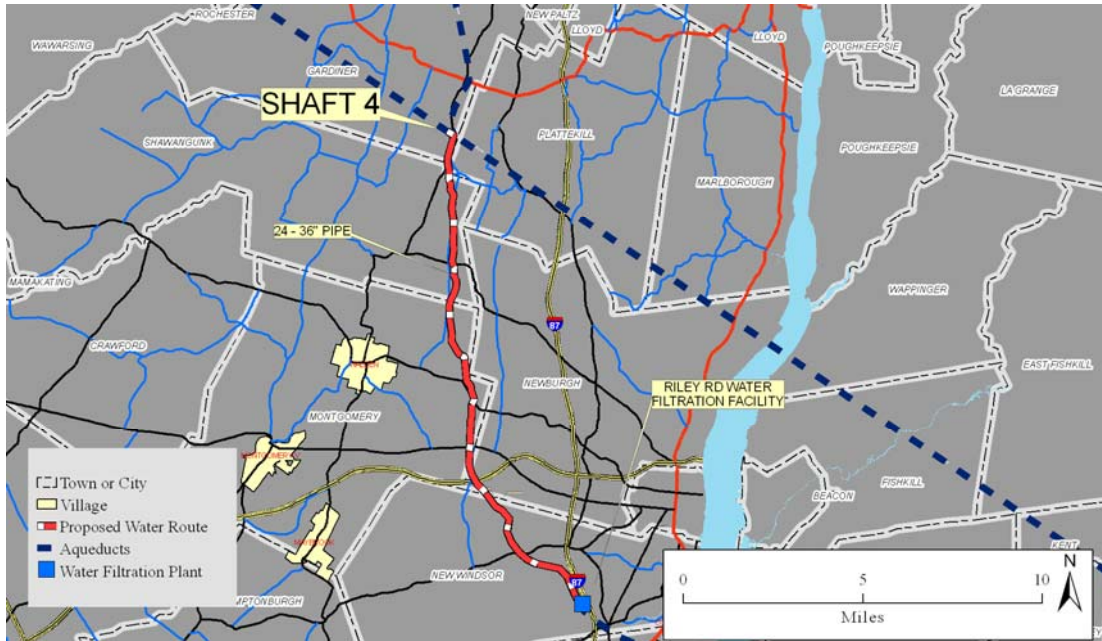 ROCHESTER
NEW PALTZ
LLOYD
LLOYD
WAWARSING
POUGHKEEPSIE
GARDINER
LA GRANGE
SHAFT 4
PLATTEKILL
SHAWANGUNK
POUGHKEEPSIE
MARLBOROUGH
24 - 36" PIPE
MAMAKATING
WAPPINGER
87
CRAWFORD
EAST FISHKILL
NEWBURGH
RILEY RD WATER
FILTRATION FACILITY
MONTGOMERY
FISHKILL
BEACON
Town or City
Village
Proposed Water Route
Aqueducts
Water Filtration Plant
KENT
NEW WINDSOR
87
MPTONBURGH
0 5 10
Miles
N